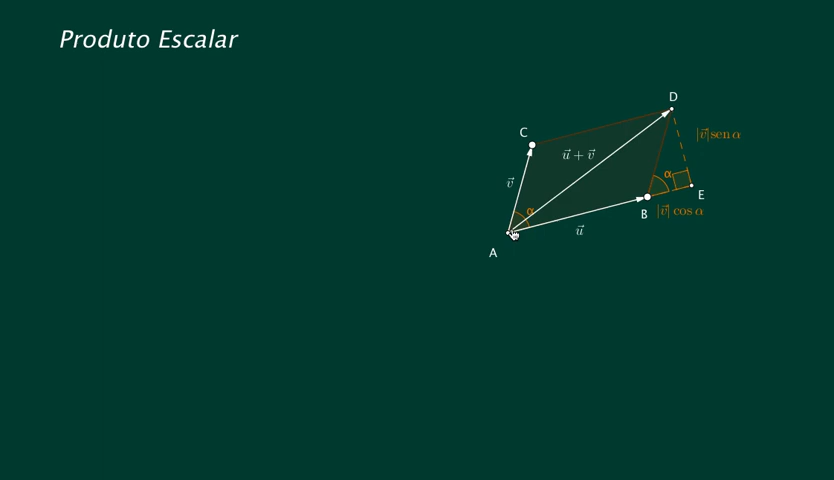 Produto Escalar
D
|v⃗|sen α
C
u⃗ + v⃗
α
v⃗
E
α
B
|v⃗| cos α
u⃗
A